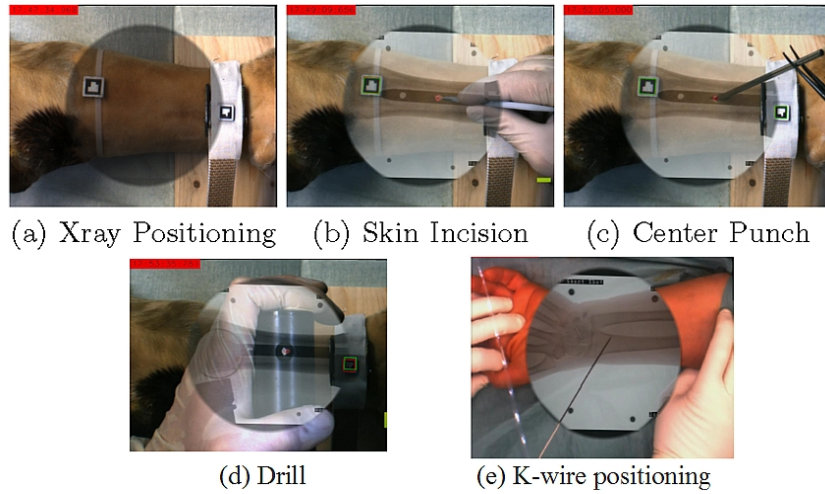 (a) Xray Positioning
(b) Skin Incision
(c) Center Punch
(d) Drill
(e) K-wire positioning